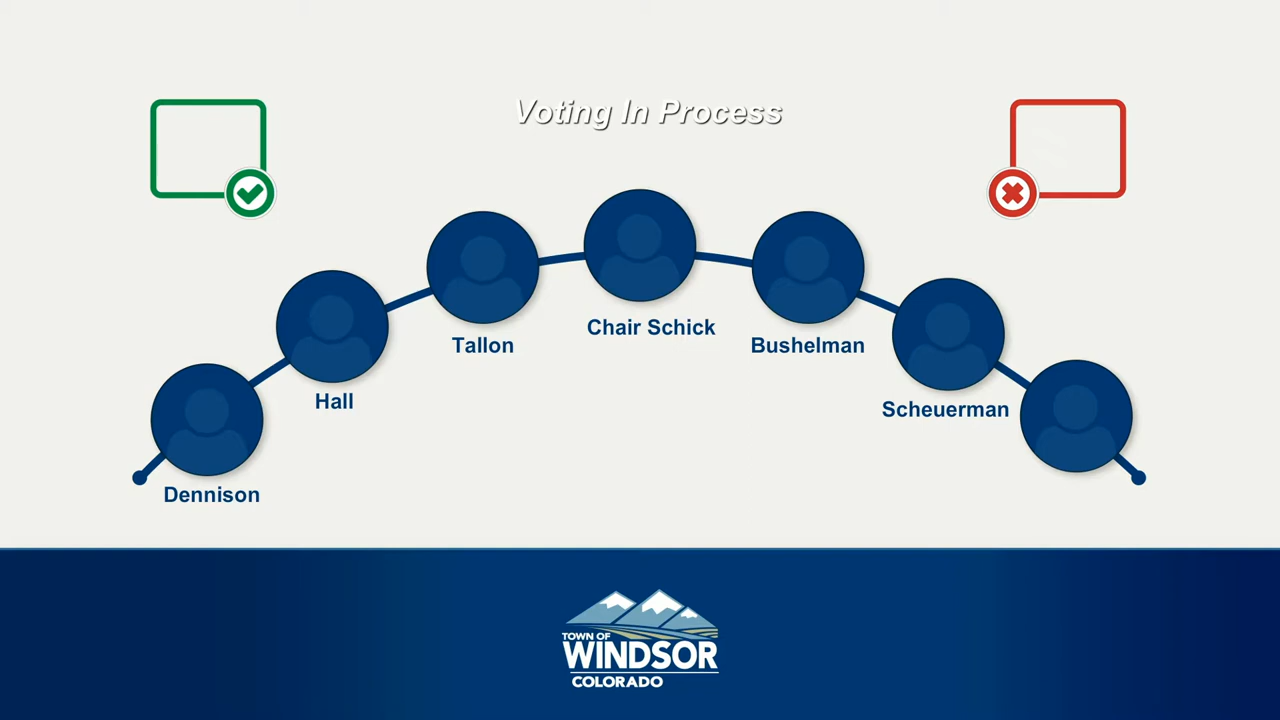 Voting In Process
Chair Schick
Tallon
Bushelman
Hall
Scheuerman
Dennison
TOWN OF
WINDSOR
COLORADO